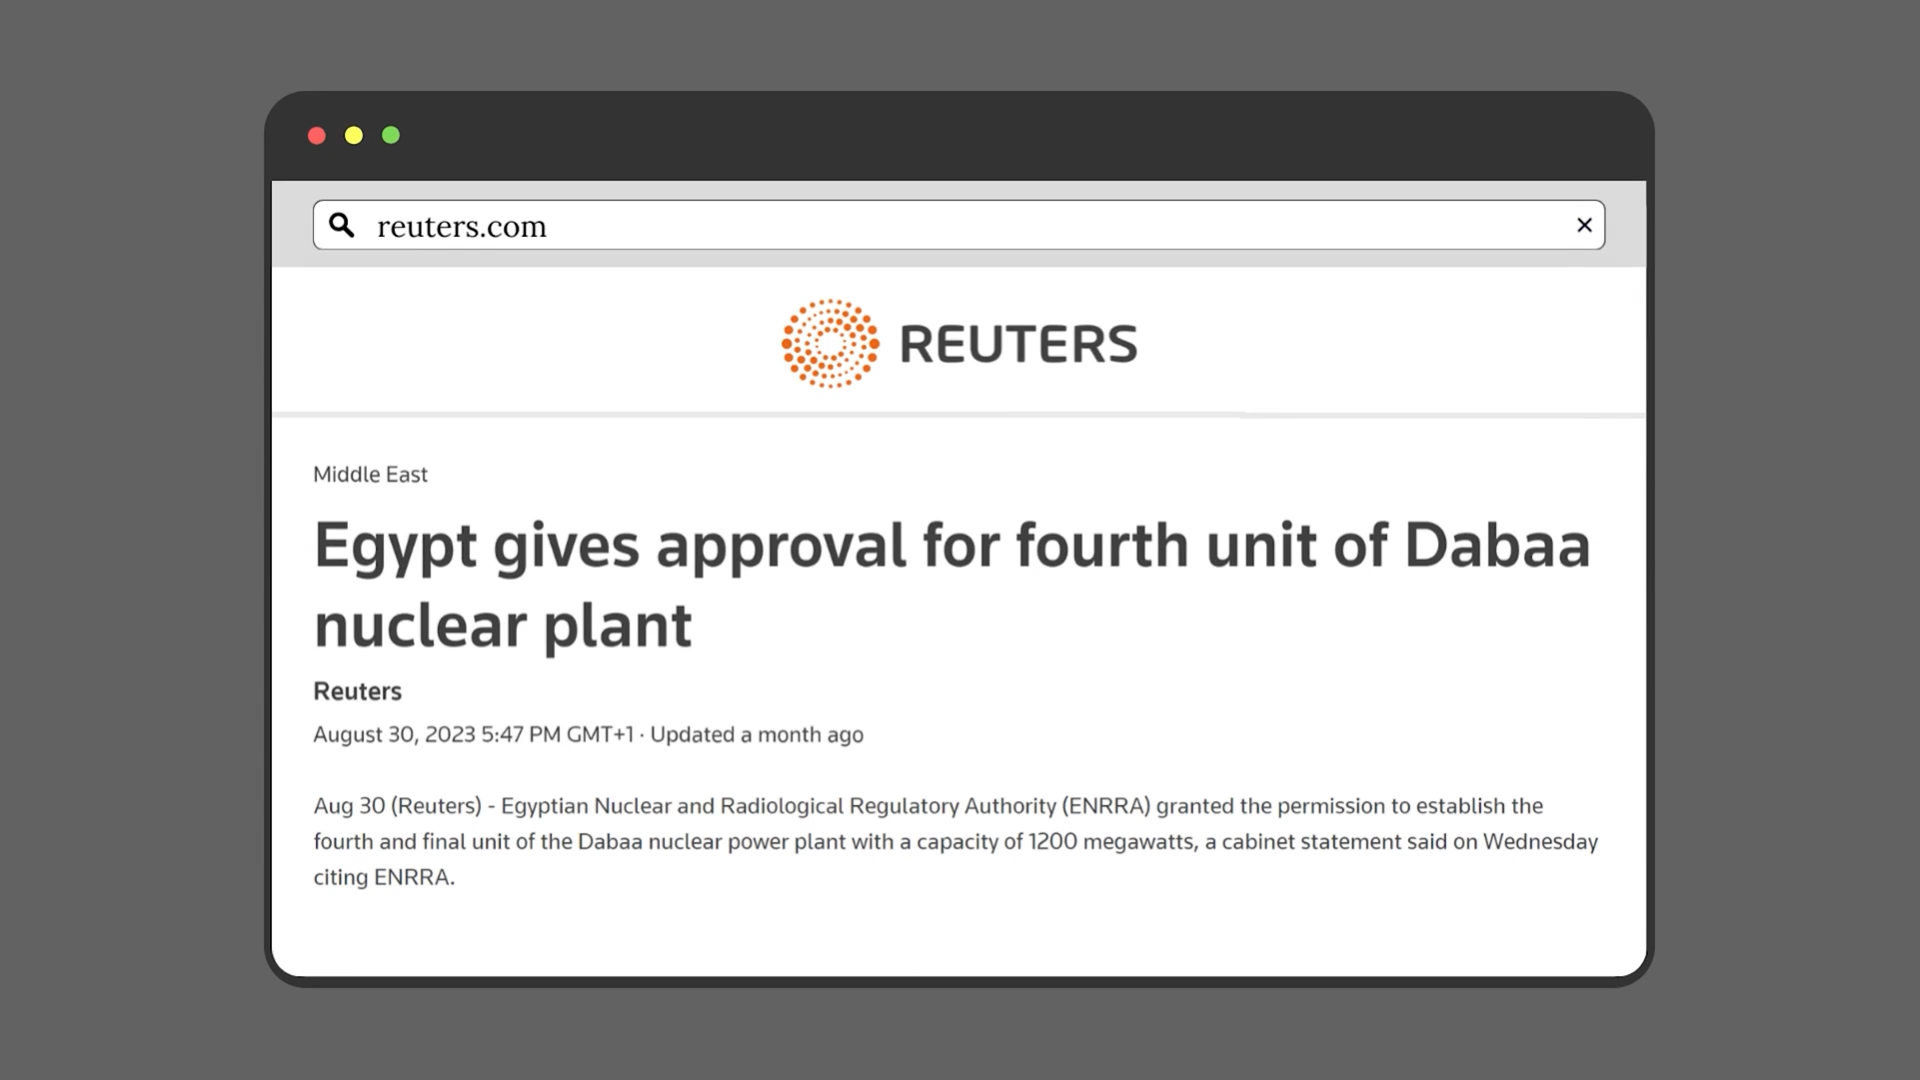 reuters.com
REUTERS
Middle East
Egypt gives approval for fourth unit of Dabaa
nuclear plant
Reuters
August 30, 2023 5:47 PM GMT+1 · Updated a month ago
Aug 30 (Reuters) - Egyptian Nuclear and Radiological Regulatory Authority (ENRRA) granted the permission to establish the
fourth and final unit of the Dabaa nuclear power plant with a capacity of 1200 megawatts, a cabinet statement said on Wednesday
citing ENRRA.